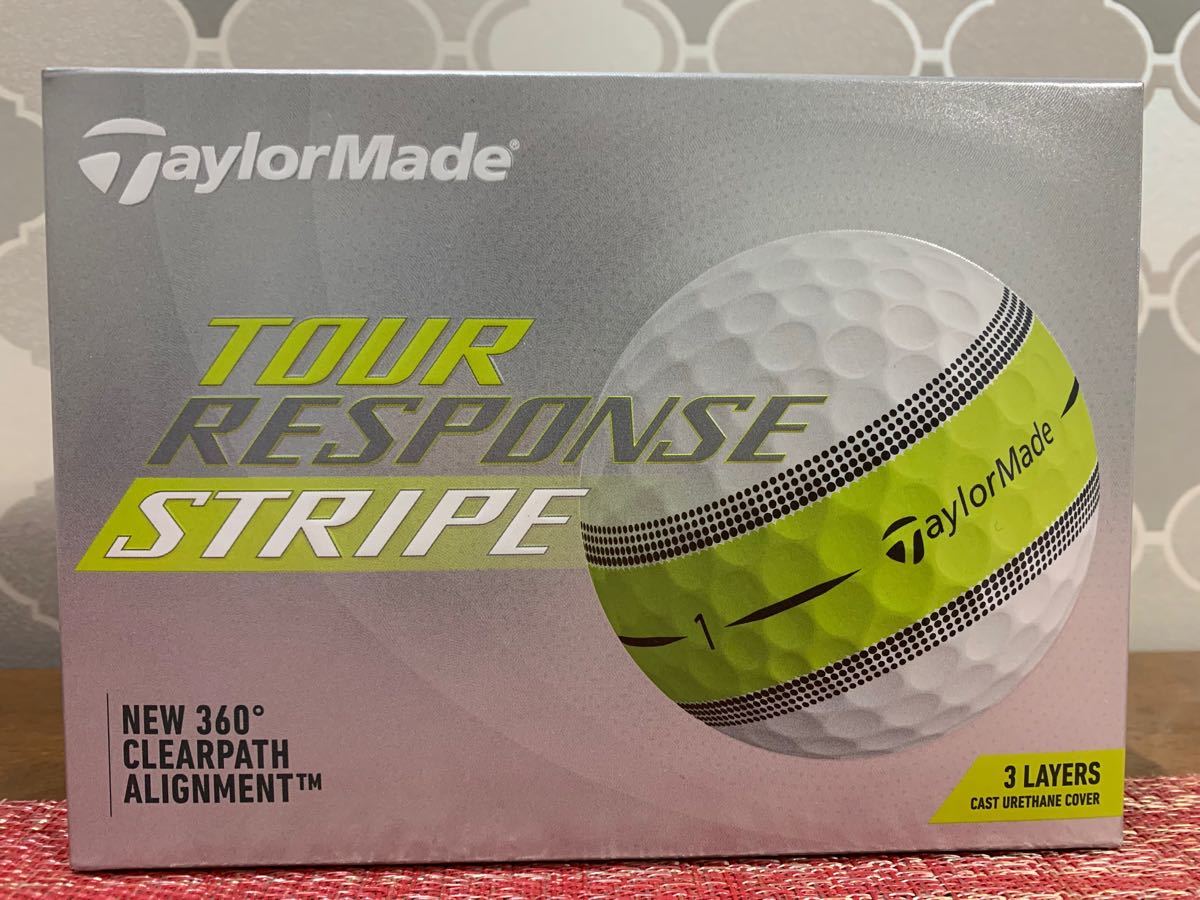 TaylorMade®
TOUR
RESPONSE
STRIPE
TaylorMade
1
NEW 360°
CLEARPATH
ALIGNMENT™
3 LAYERS
CAST URETHANE COVER